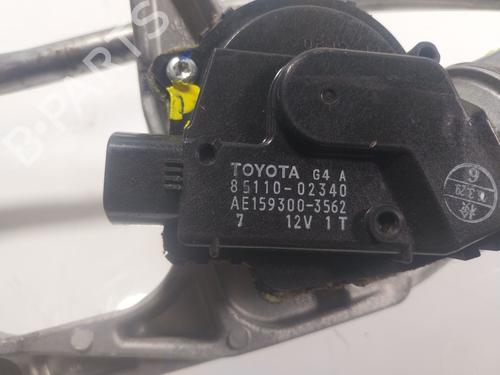 TOYOTA G4 A
85110-02340
AE159300-3562
7 12V 1T
B-PARTS